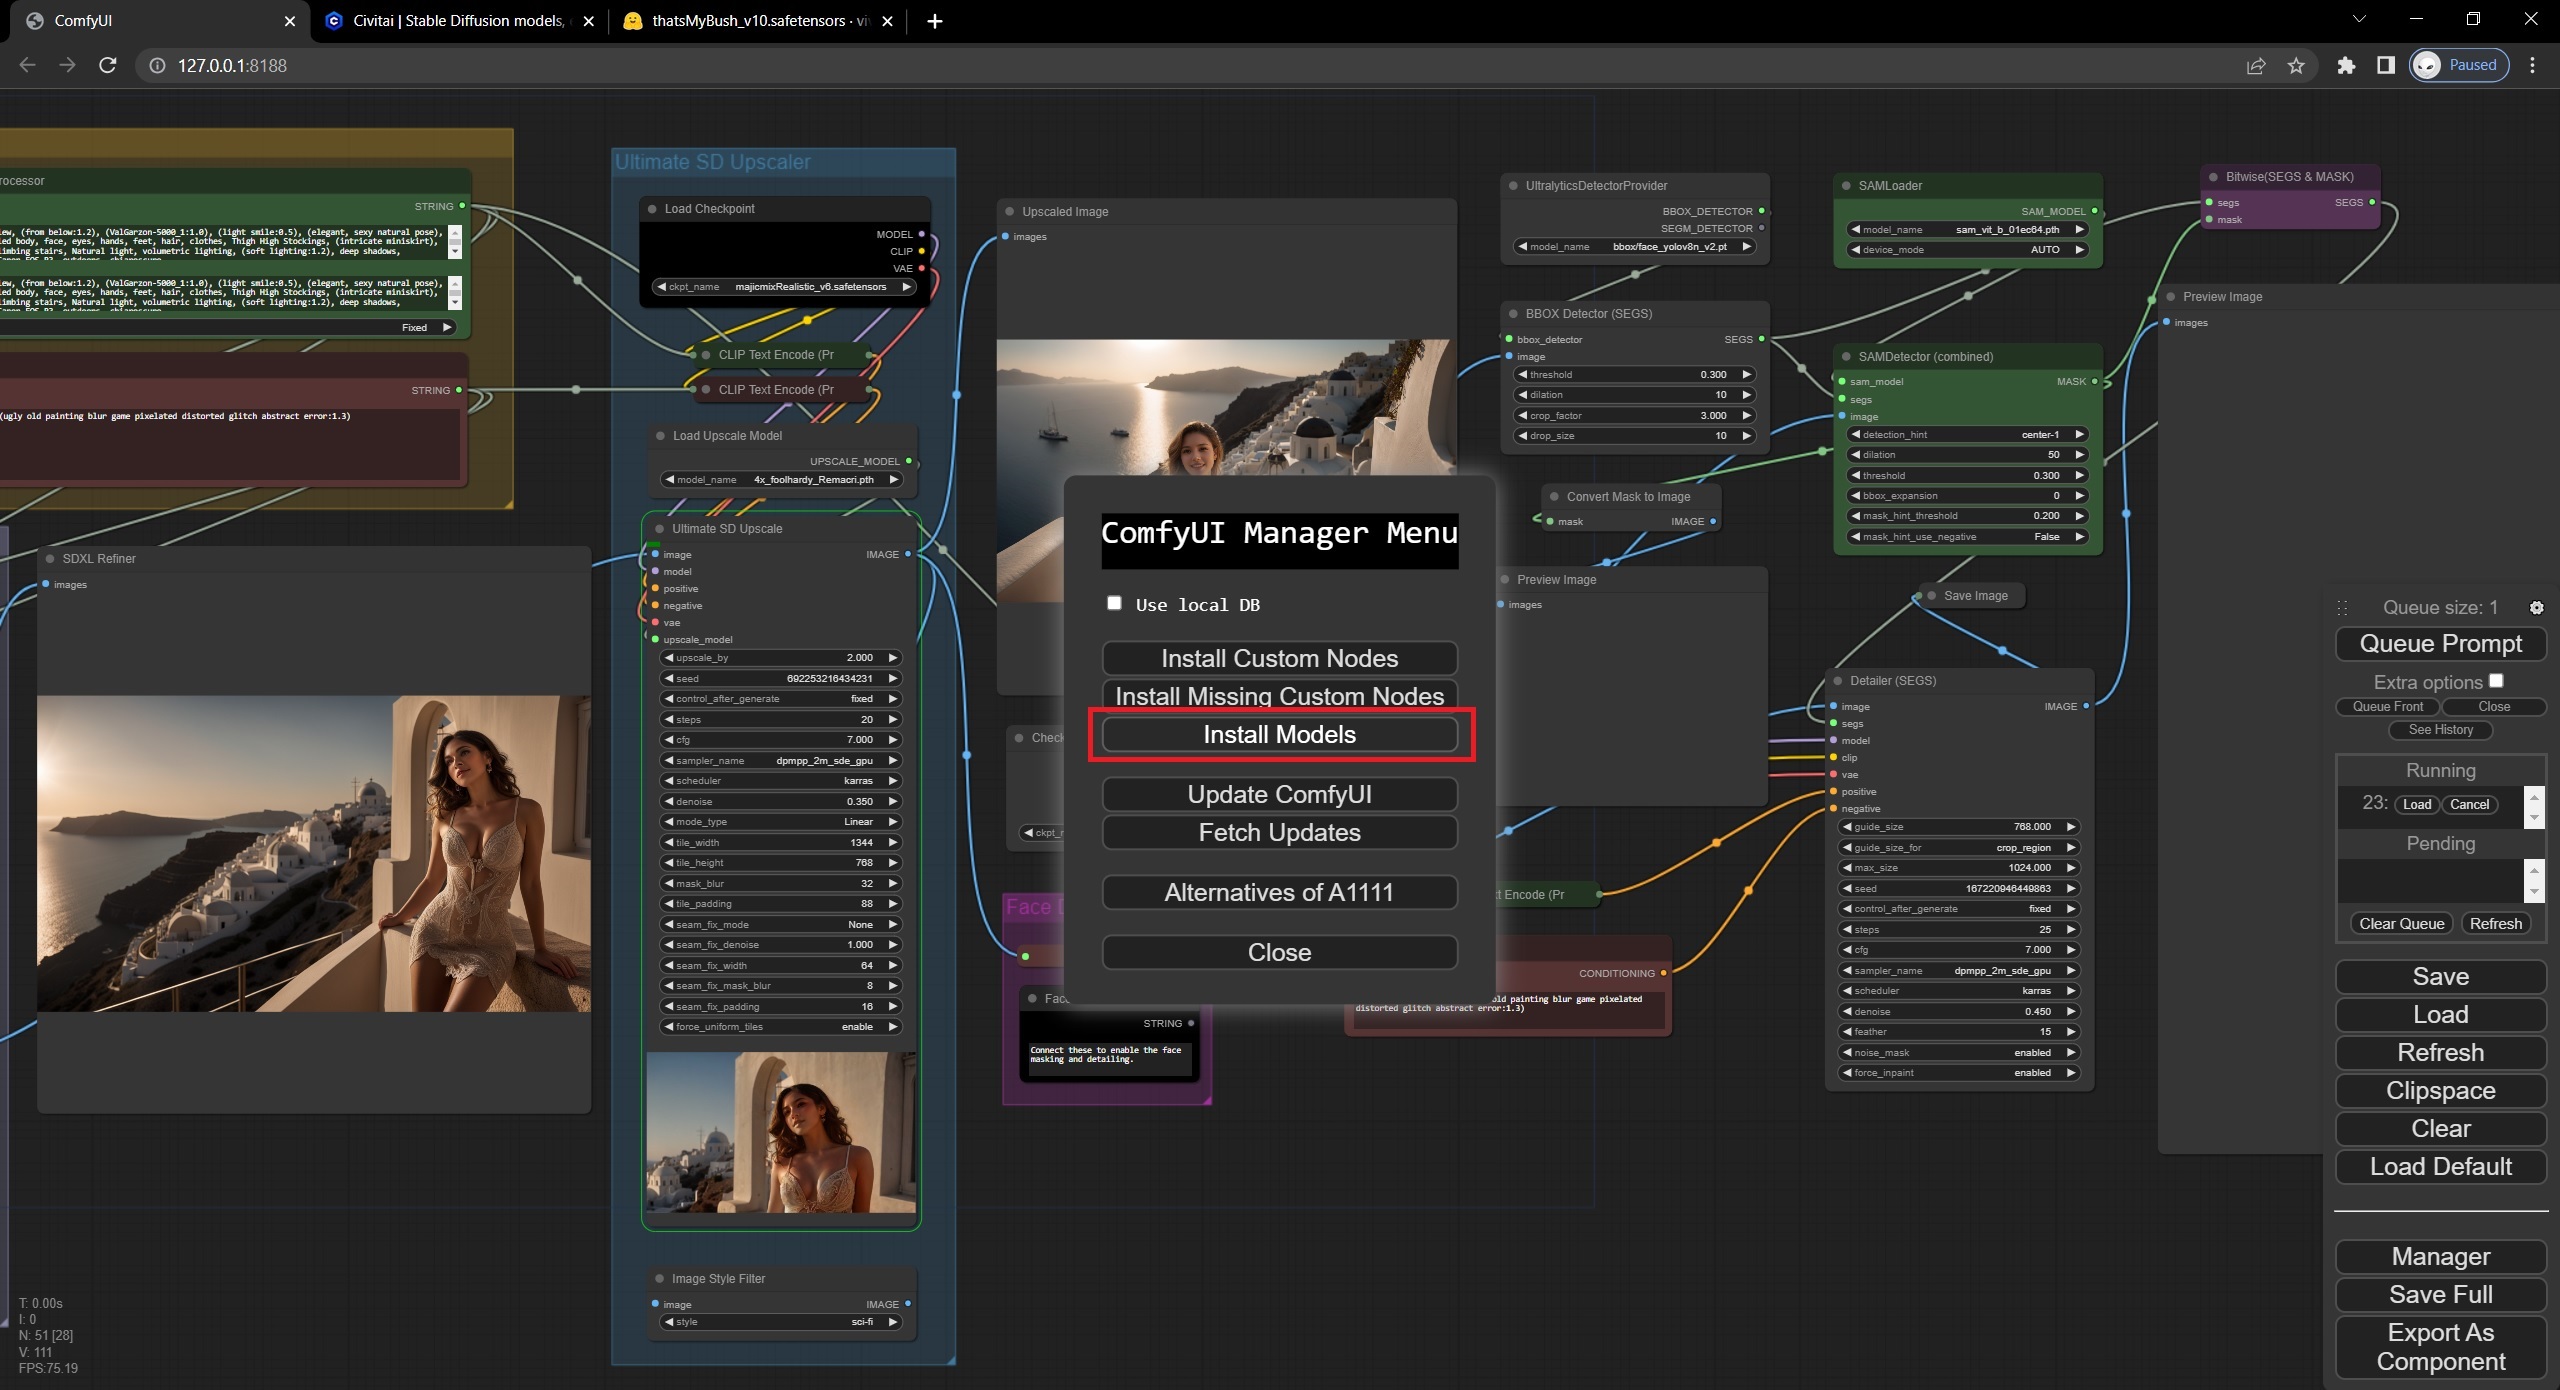 ComfyUI
Civitai | Stable Diffusion models,
thatsMyBush_v10.safetensors · vi
127.0.0.1:8188
Paused
rocessor
STRING
ew, (from below:1.2), (ValGarzon-5000_1:1.0), (light smile:0.5), (elegant, sexy natural pose),
ed body, face, eyes, hands, feet, hair, clothes, Thigh High Stockings, (intricate miniskirt),
imbing stairs, Natural light, volumetric lighting, (soft lighting:1.2), deep shadows,
ew, (from below:1.2), (ValGarzon-5000_1:1.0), (light smile:0.5), (elegant, sexy natural pose),
ed body, face, eyes, hands, feet, hair, clothes, Thigh High Stockings, (intricate miniskirt),
imbing stairs, Natural light, volumetric lighting, (soft lighting:1.2), deep shadows,
Fixed
STRING
(ugly old painting blur game pixelated distorted glitch abstract error:1.3)
SDXL Refiner
images
T: 0.00s
I: 0
N: 51 [28]
V: 111
FPS:75.19
Ultimate SD Upscaler
Load Checkpoint
MODEL
CLIP
VAE
ckpt_name majicmixRealistic_v6.safetensors
CLIP Text Encode (Pr
CLIP Text Encode (Pr
Load Upscale Model
UPSCALE_MODEL
model_name 4x_foolhardy_Remacri.pth
Ultimate SD Upscale
image IMAGE
model
positive
negative
vae
upscale_model
upscale_by 2.000
seed 692253216434231
control_after_generate fixed
steps 20
cfg 7.000
sampler_name dpmpp_2m_sde_gpu
scheduler karras
denoise 0.350
mode_type Linear
tile_width 1344
tile_height 768
mask_blur 32
tile_padding 88
seam_fix_mode None
seam_fix_denoise 1.000
seam_fix_width 64
seam_fix_mask_blur 8
seam_fix_padding 16
force_uniform_tiles enable
Image Style Filter
image IMAGE
style sci-fi
Upscaled Image
images
Check
ckpt_r
Face D
Fac
STRING
Connect these to enable the face
masking and detailing.
ComfyUI Manager Menu
Use local DB
Install Custom Nodes
Install Missing Custom Nodes
Install Models
Update ComfyUI
Fetch Updates
Alternatives of A1111
Close
UltralyticsDetectorProvider
BBOX_DETECTOR
SEGM_DETECTOR
model_name bbox/face_yolov8n_v2.pt
BBOX Detector (SEGS)
bbox_detector SEGS
image
threshold 0.300
dilation 10
crop_factor 3.000
drop_size 10
Convert Mask to Image
mask IMAGE
Preview Image
images
t Encode (Pr
CONDITIONING
old painting blur game pixelated
distorted glitch abstract error:1.3)
SAMLoader
SAM_MODEL
model_name sam_vit_b_01ec64.pth
device_mode AUTO
SAMDetector (combined)
sam_model MASK
segs
image
detection_hint center-1
dilation 50
threshold 0.300
bbox_expansion 0
mask_hint_threshold 0.200
mask_hint_use_negative False
Save Image
Detailer (SEGS)
image IMAGE
segs
model
clip
vae
positive
negative
guide_size 768.000
guide_size_for crop_region
max_size 1024.000
seed 167220946449863
control_after_generate fixed
steps 25
cfg 7.000
sampler_name dpmpp_2m_sde_gpu
scheduler karras
denoise 0.450
feather 15
noise_mask enabled
force_inpaint enabled
Bitwise(SEGS & MASK)
segs SEGS
mask
Preview Image
images
Queue size: 1
Queue Prompt
Extra options
Queue Front Close
See History
Running
23: Load Cancel
Pending
Clear Queue Refresh
Save
Load
Refresh
Clipspace
Clear
Load Default
Manager
Save Full
Export As
Component